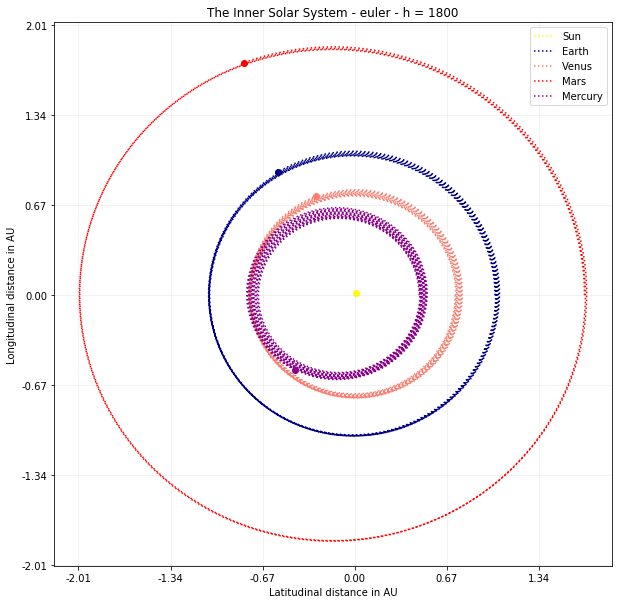 The Inner Solar System - euler - h = 1800
Sun
Earth
Venus
Mars
Mercury
2.01
1.34
0.67
0.00
-0.67
-1.34
-2.01
Longitudinal distance in AU
-2.01 -1.34 -0.67 0.00 0.67 1.34
Latitudinal distance in AU